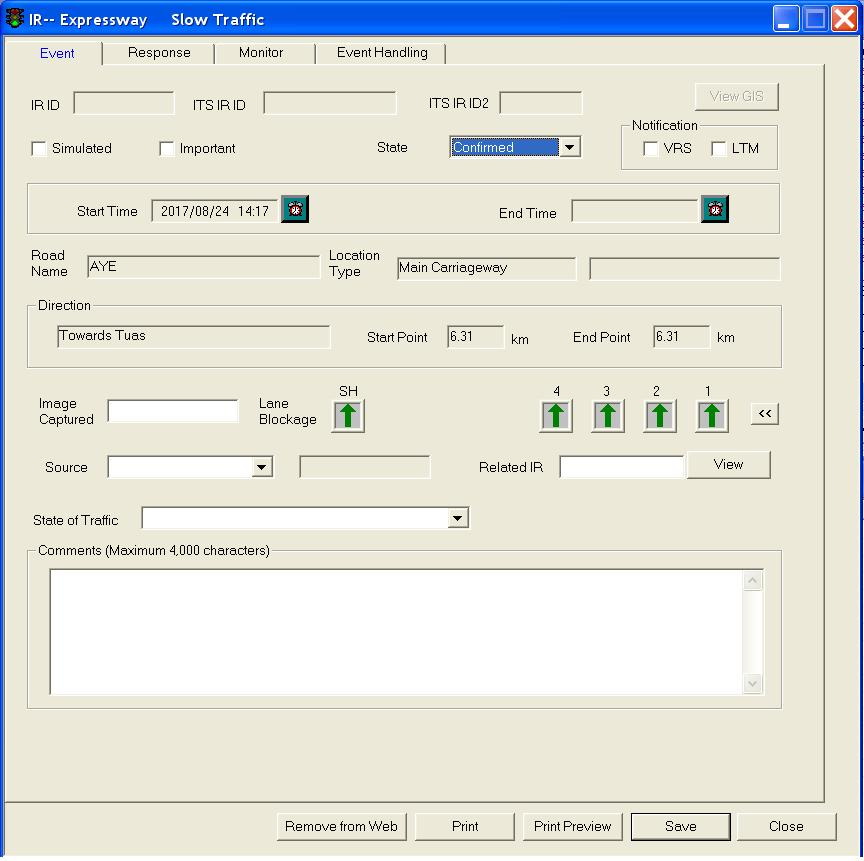 IR-- Expressway Slow Traffic
Event Response Monitor Event Handling
IR ID ITS IR ID ITS IR ID2 View GIS
Simulated Important State Confirmed
Notification
VRS LTM
Start Time 2017/08/24 14:17 End Time
Road Name AYE Location Type Main Carriageway
Direction
Towards Tuas Start Point 6.31 km End Point 6.31 km
SH 4 3 2 1
Image Captured Lane Blockage <<
Source Related IR View
State of Traffic
Comments (Maximum 4,000 characters)
Remove from Web Print Print Preview Save Close